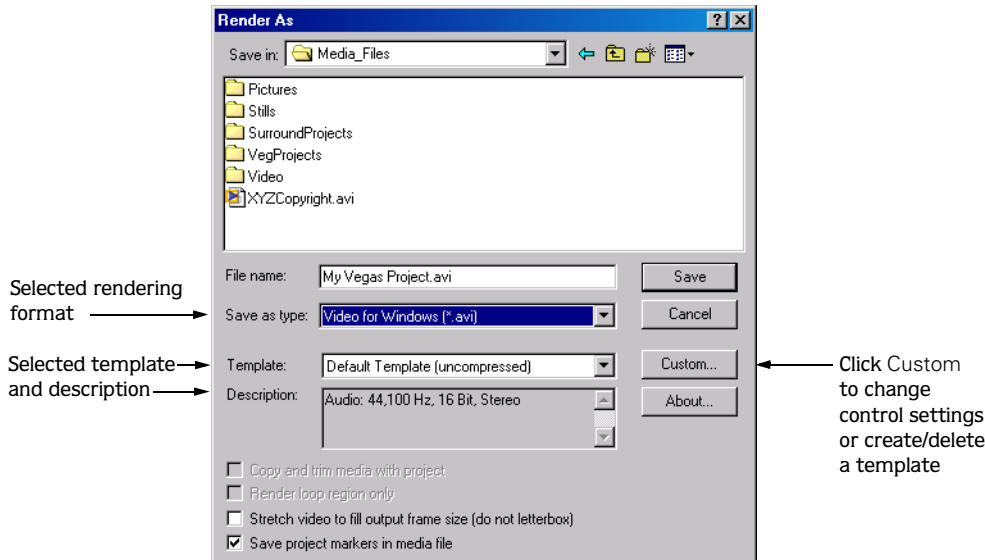 Render As
Save in: Media_Files
Pictures
Stills
SurroundProjects
VegProjects
Video
XYZCopyright.avi
File name: My Vegas Project.avi Save
Selected rendering
format
Save as type: Video for Windows (*.avi) Cancel
Selected template
and description
Template: Default Template (uncompressed) Custom...
Description: Audio: 44,100 Hz, 16 Bit, Stereo About...
Click Custom
to change
control settings
or create/delete
a template
Copy and trim media with project
Render loop region only
Stretch video to fill output frame size (do not letterbox)
Save project markers in media file